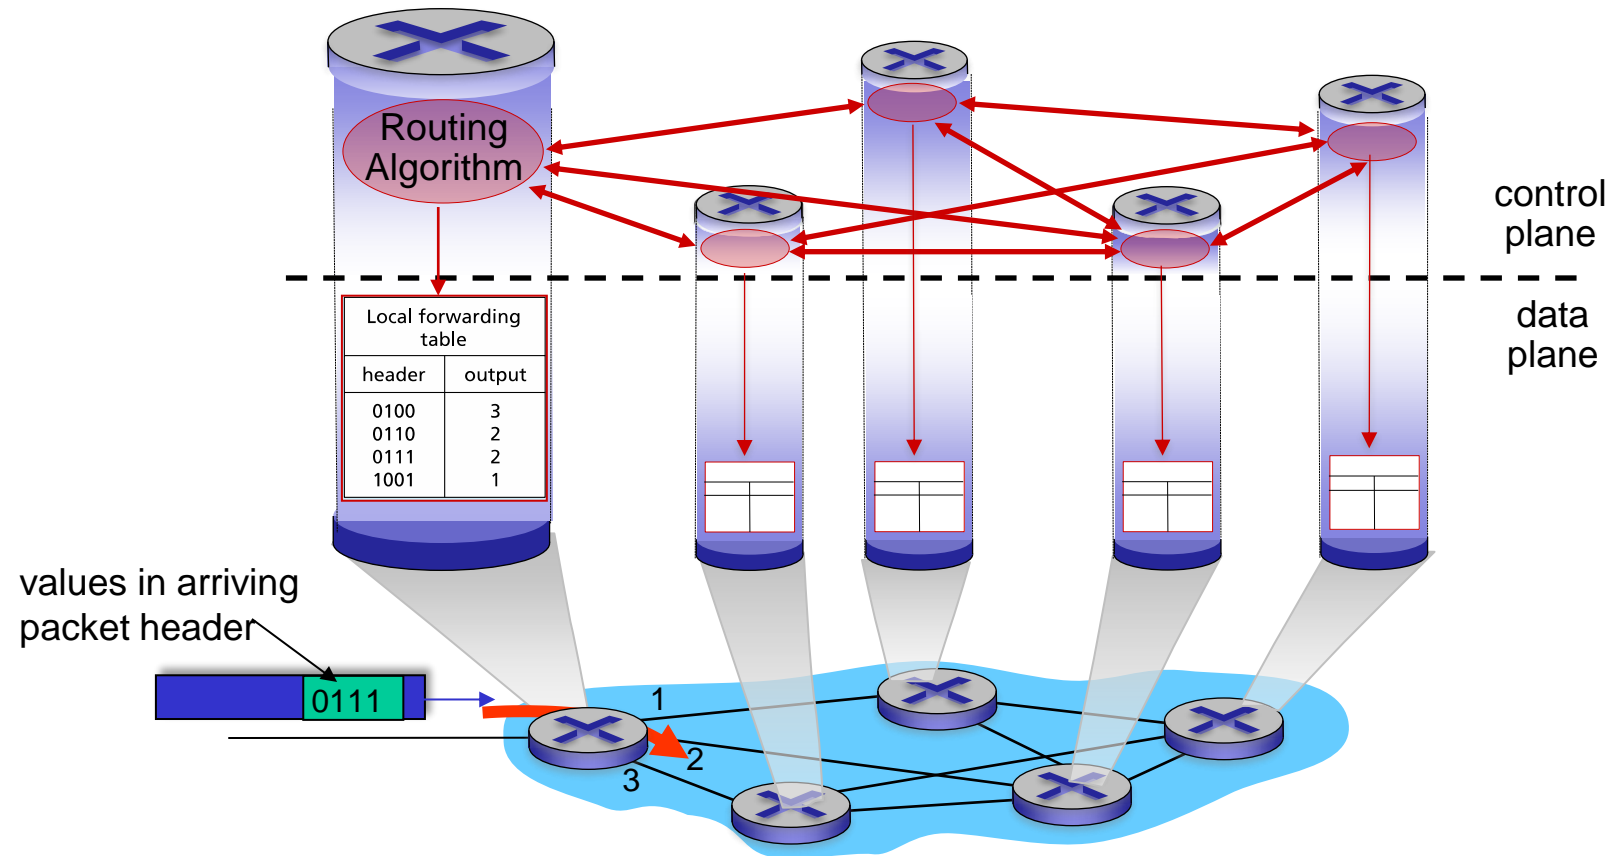 Routing
Algorithm
control
plane
data
plane
Local forwarding
table
header output
0100 3
0110 2
0111 2
1001 1
values in arriving
packet header
0111
1
2
3